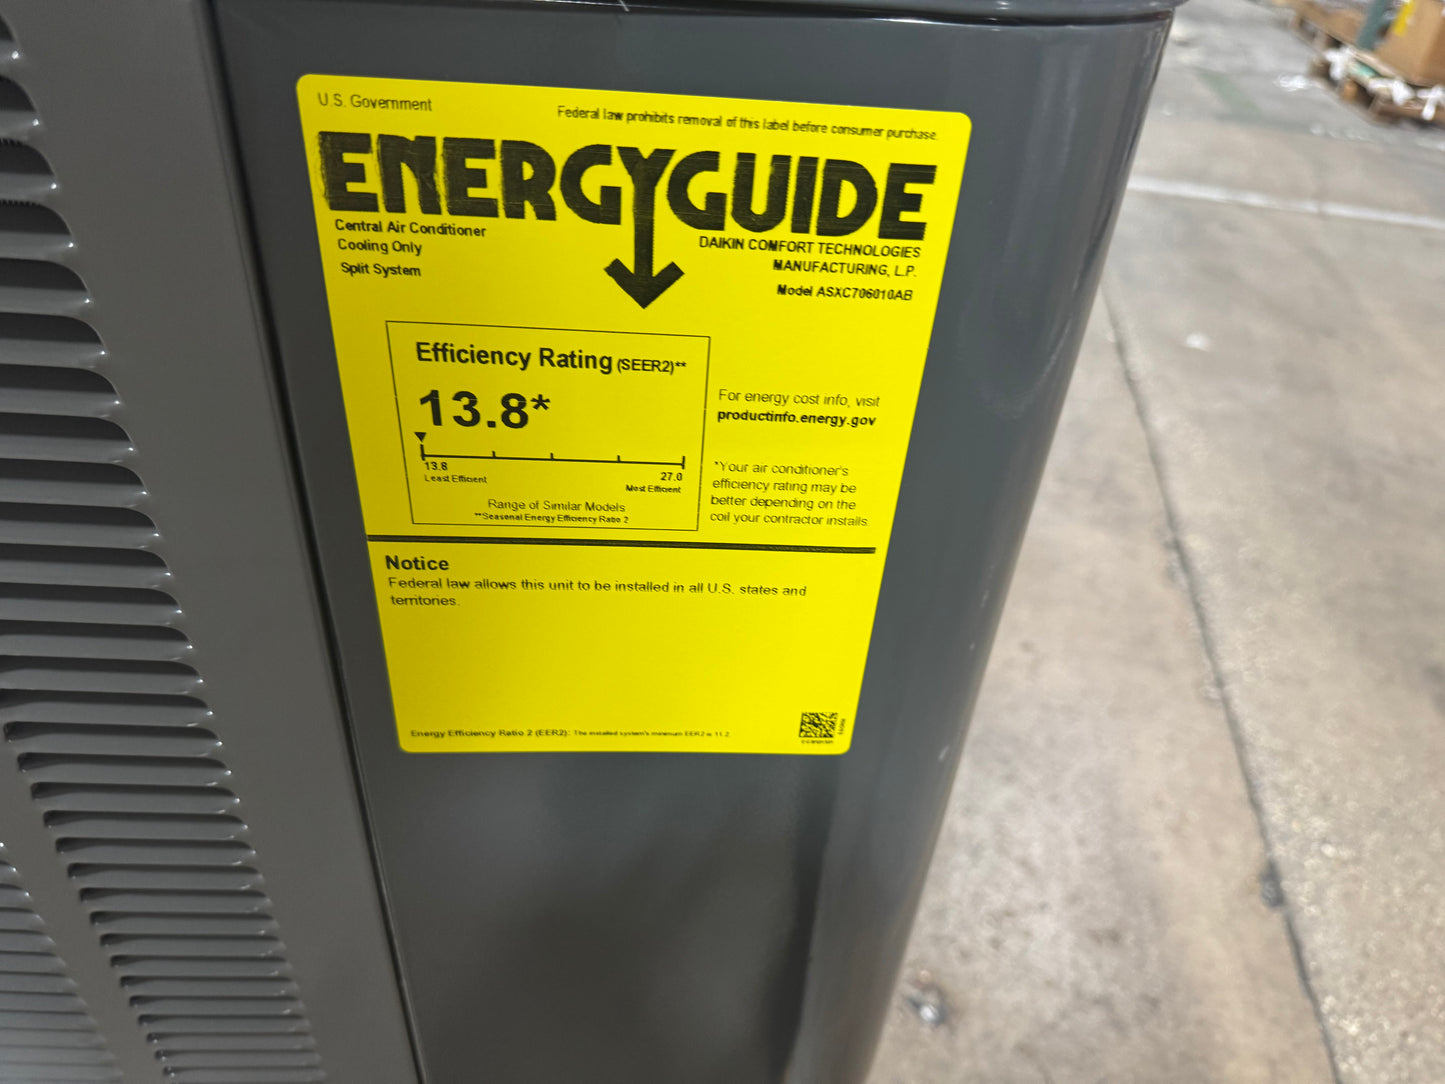 U.S. Government
Federal law prohibits removal of this label before consumer purchase.
ENERGYGUIDE
Central Air Conditioner
Cooling Only
Split System
DAIKIN COMFORT TECHNOLOGIES
MANUFACTURING, L.P.
Model ASXC706010AB
Efficiency Rating (SEER2)**
13.8*
13.8
Least Efficient
27.0
Most Efficient
Range of Similar Models
**Seasonal Energy Efficiency Ratio 2
For energy cost info, visit
productinfo.energy.gov
*Your air conditioner's
efficiency rating may be
better depending on the
coil your contractor installs.
Notice
Federal law allows this unit to be installed in all U.S. states and
territories.
Energy Efficiency Ratio 2 (EER2): The installed system's minimum EER2 is 11.2.